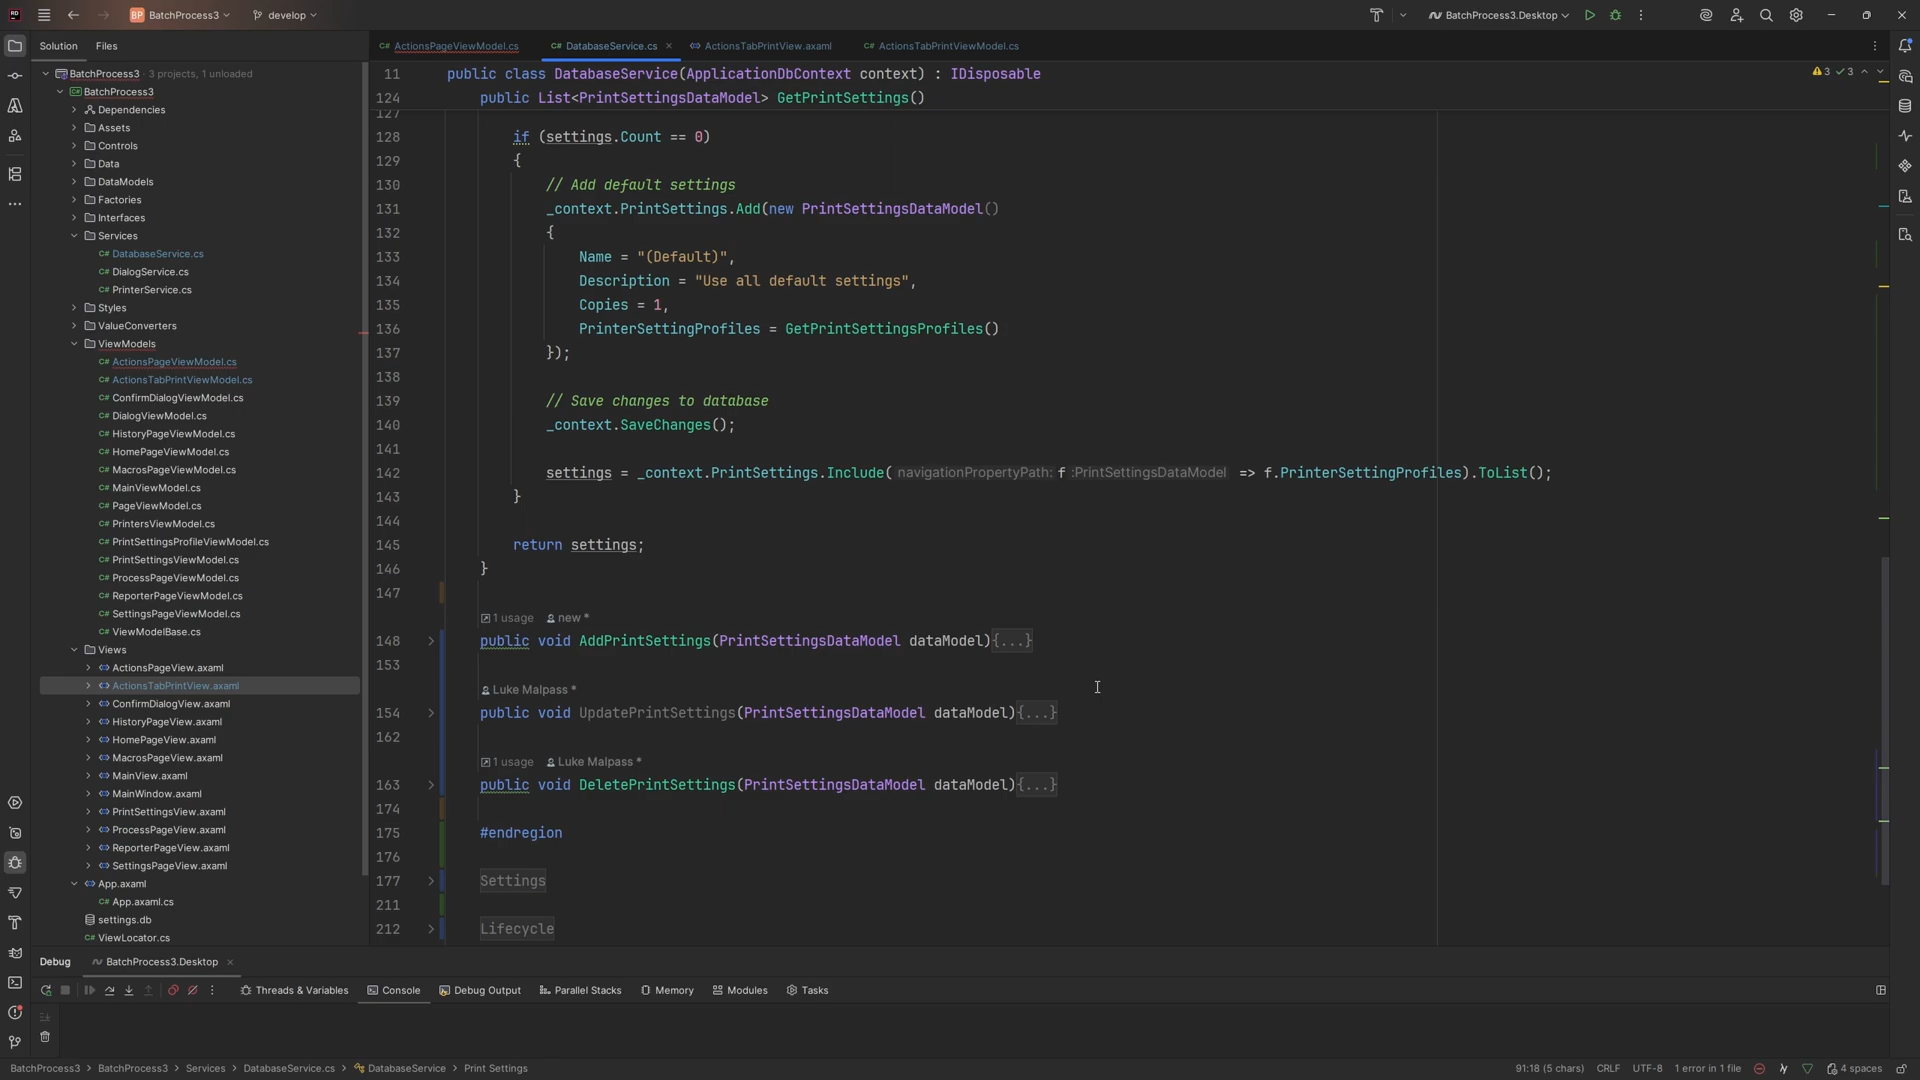 BP BatchProcess3 develop BatchProcess3.Desktop
Solution Files
ActionsPageViewModel.cs DatabaseService.cs ActionsTabPrintView.axaml ActionsTabPrintViewModel.cs
BatchProcess3 · 3 projects, 1 unloaded
BatchProcess3
Dependencies
Assets
Controls
Data
DataModels
Factories
Interfaces
Services
C# DatabaseService.cs
C# DialogService.cs
C# PrinterService.cs
Styles
ValueConverters
ViewModels
C# ActionsPageViewModel.cs
C# ActionsTabPrintViewModel.cs
C# ConfirmDialogViewModel.cs
C# DialogViewModel.cs
C# HistoryPageViewModel.cs
C# HomePageViewModel.cs
C# MacrosPageViewModel.cs
C# MainViewModel.cs
C# PageViewModel.cs
C# PrintersViewModel.cs
C# PrintSettingsProfileViewModel.cs
C# PrintSettingsViewModel.cs
C# ProcessPageViewModel.cs
C# ReporterPageViewModel.cs
C# SettingsPageViewModel.cs
C# ViewModelBase.cs
Views
ActionsPageView.axaml
ActionsTabPrintView.axaml
ConfirmDialogView.axaml
HistoryPageView.axaml
HomePageView.axaml
MacrosPageView.axaml
MainView.axaml
MainWindow.axaml
PrintSettingsView.axaml
ProcessPageView.axaml
ReporterPageView.axaml
SettingsPageView.axaml
App.axaml
C# App.axaml.cs
settings.db
C# ViewLocator.cs
11 public class DatabaseService(ApplicationDbContext context) : IDisposable
3 3
124 public List<PrintSettingsDataModel> GetPrintSettings()
127
128 if (settings.Count == 0)
129 {
130 // Add default settings
131 _context.PrintSettings.Add(new PrintSettingsDataModel()
132 {
133 Name = "(Default)",
134 Description = "Use all default settings",
135 Copies = 1,
136 PrinterSettingProfiles = GetPrintSettingsProfiles()
137 });
138
139 // Save changes to database
140 _context.SaveChanges();
141
142 settings = _context.PrintSettings.Include( navigationPropertyPath: f :PrintSettingsDataModel => f.PrinterSettingProfiles).ToList();
143 }
144
145 return settings;
146 }
147
1 usage new *
148 public void AddPrintSettings(PrintSettingsDataModel dataModel){...}
153
Luke Malpass *
154 public void UpdatePrintSettings(PrintSettingsDataModel dataModel){...}
162
1 usage Luke Malpass *
163 public void DeletePrintSettings(PrintSettingsDataModel dataModel){...}
174
175 #endregion
176
177 Settings
211
212 Lifecycle
Debug BatchProcess3.Desktop
Threads & Variables Console Debug Output Parallel Stacks Memory Modules Tasks
BatchProcess3 > BatchProcess3 > Services > DatabaseService.cs > DatabaseService > Print Settings
91:18 (5 chars) CRLF UTF-8 1 error in 1 file 4 spaces